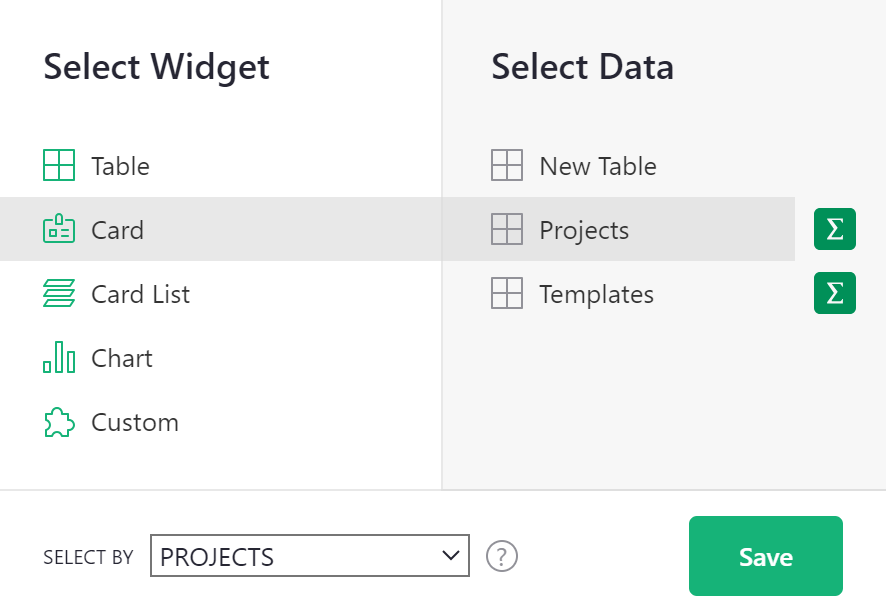 Select Widget
Table
Card
Card List
Chart
Custom
Select Data
New Table
Projects Σ
Templates Σ
SELECT BY PROJECTS ?
Save